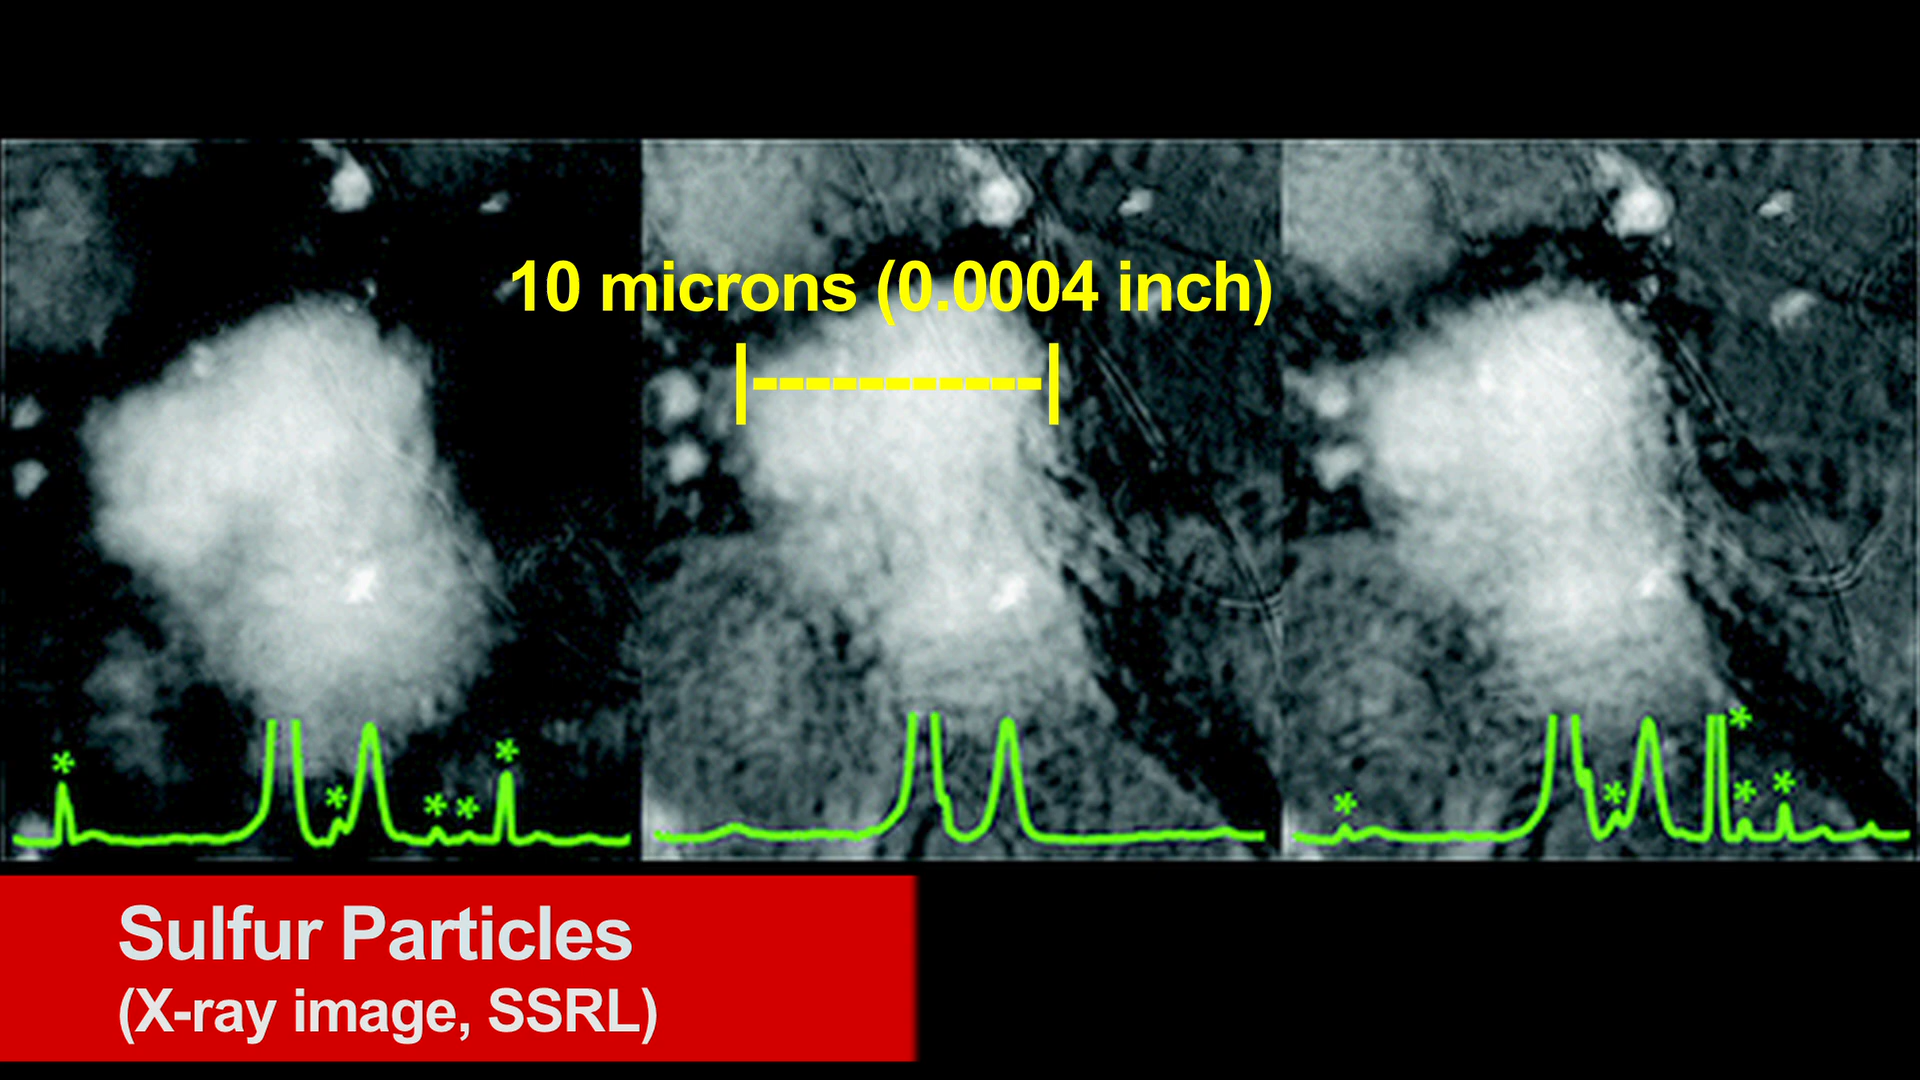 10 microns (0.0004 inch)
* * * * *
* * * * *
Sulfur Particles
(X-ray image, SSRL)